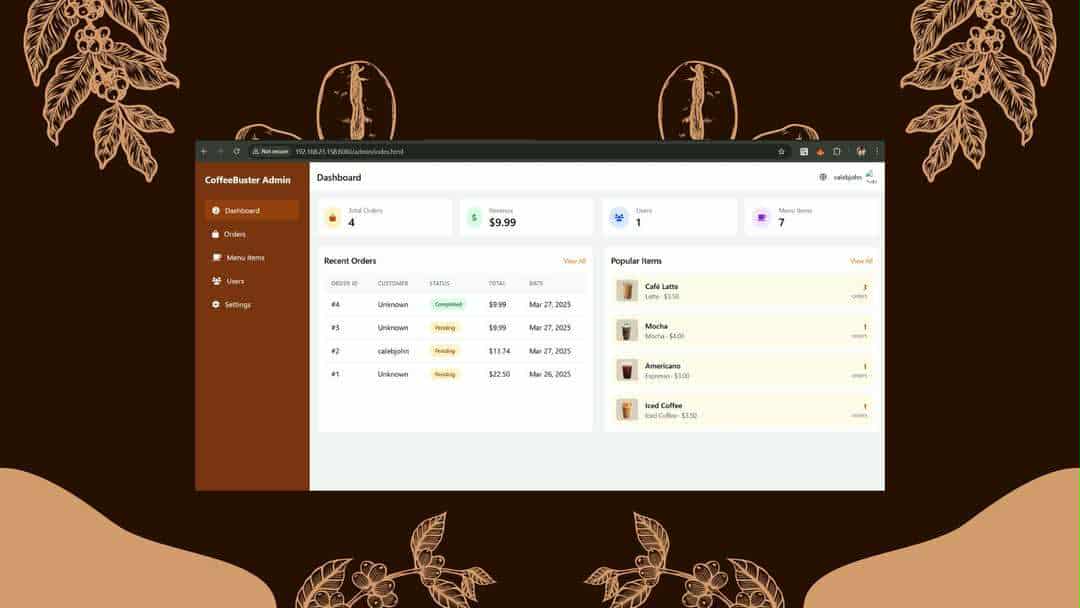 Not secure 192.168.21.158:8080/admin/index.html
CoffeeBuster Admin
Dashboard
Orders
Menu Items
Users
Settings
Dashboard
calebjohn
Total Orders
4
Revenue
$9.99
Users
1
Menu Items
7
Recent Orders View All
ORDER ID CUSTOMER STATUS TOTAL DATE
#4 Unknown Completed $9.99 Mar 27, 2025
#3 Unknown Pending $9.99 Mar 27, 2025
#2 calebjohn Pending $13.74 Mar 27, 2025
#1 Unknown Pending $22.50 Mar 26, 2025
Popular Items View All
Café Latte 3
Latte · $3.50 orders
Mocha 1
Mocha · $4.00 orders
Americano 1
Espresso · $3.00 orders
Iced Coffee 1
Iced Coffee · $3.50 orders